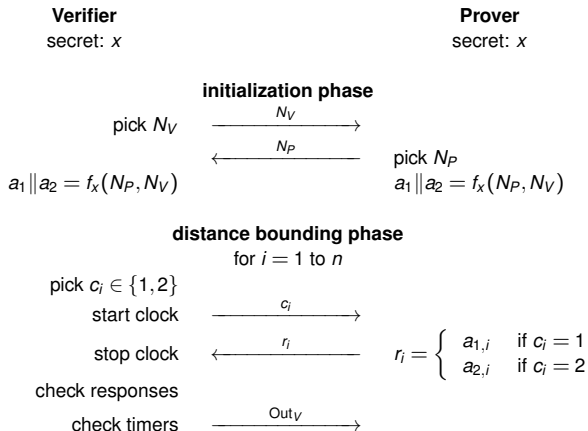 Verifier Prover
secret: x secret: x
initialization phase
pick N_V N_V
N_P pick N_P
a_1‖a_2 = f_x(N_P, N_V) a_1‖a_2 = f_x(N_P, N_V)
distance bounding phase
for i = 1 to n
pick c_i ∈ {1,2}
start clock c_i
stop clock r_i r_i = { a_{1,i} if c_i = 1
a_{2,i} if c_i = 2
check responses
check timers Out_V